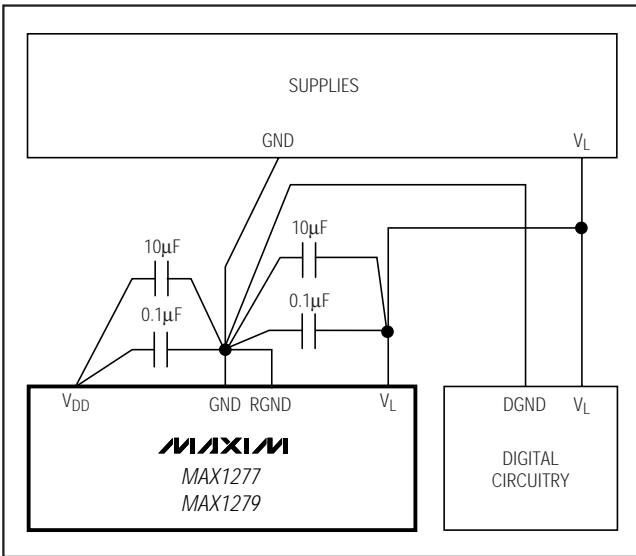 SUPPLIES
GND VL
10μF
0.1μF
10μF
0.1μF
VDD GND RGND VL
MAXIM
MAX1277
MAX1279
DGND VL
DIGITAL
CIRCUITRY